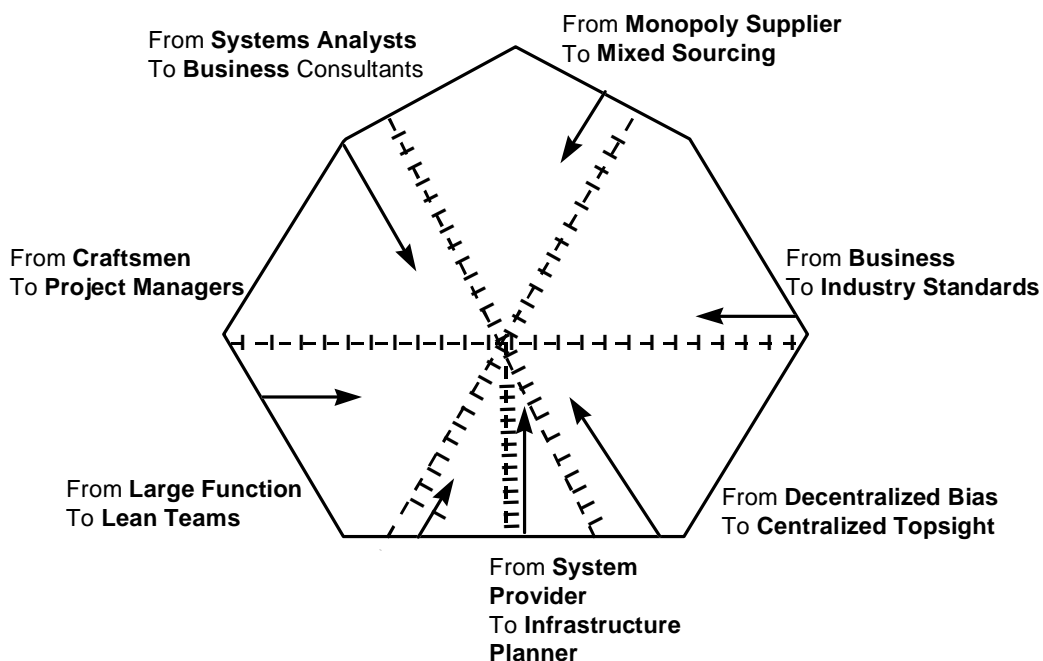 From Systems Analysts
To Business Consultants
From Monopoly Supplier
To Mixed Sourcing
From Craftsmen
To Project Managers
From Business
To Industry Standards
From Large Function
To Lean Teams
From Decentralized Bias
To Centralized Topsight
From System
Provider
To Infrastructure
Planner